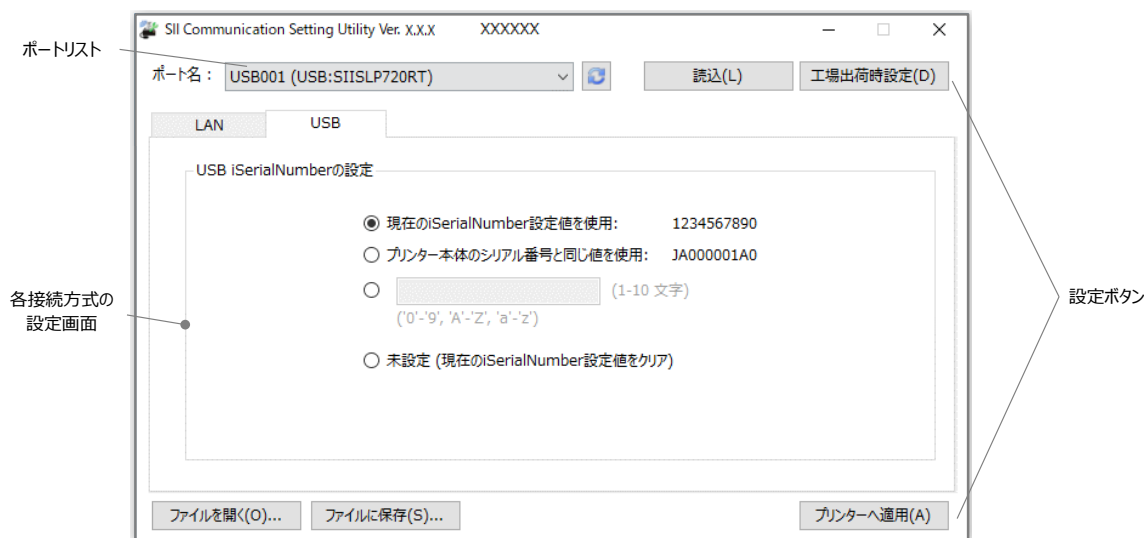 SII Communication Setting Utility Ver. X.X.X XXXXXX
ポートリスト
ポート名： USB001 (USB:SIISLP720RT) 読込(L) 工場出荷時設定(D)
LAN USB
USB iSerialNumberの設定
現在のiSerialNumber設定値を使用: 1234567890
プリンター本体のシリアル番号と同じ値を使用: JA000001A0
(1-10 文字)
('0'-'9', 'A'-'Z', 'a'-'z')
各接続方式の
設定画面
設定ボタン
未設定 (現在のiSerialNumber設定値をクリア)
ファイルを開く(O)... ファイルに保存(S)... プリンターへ適用(A)